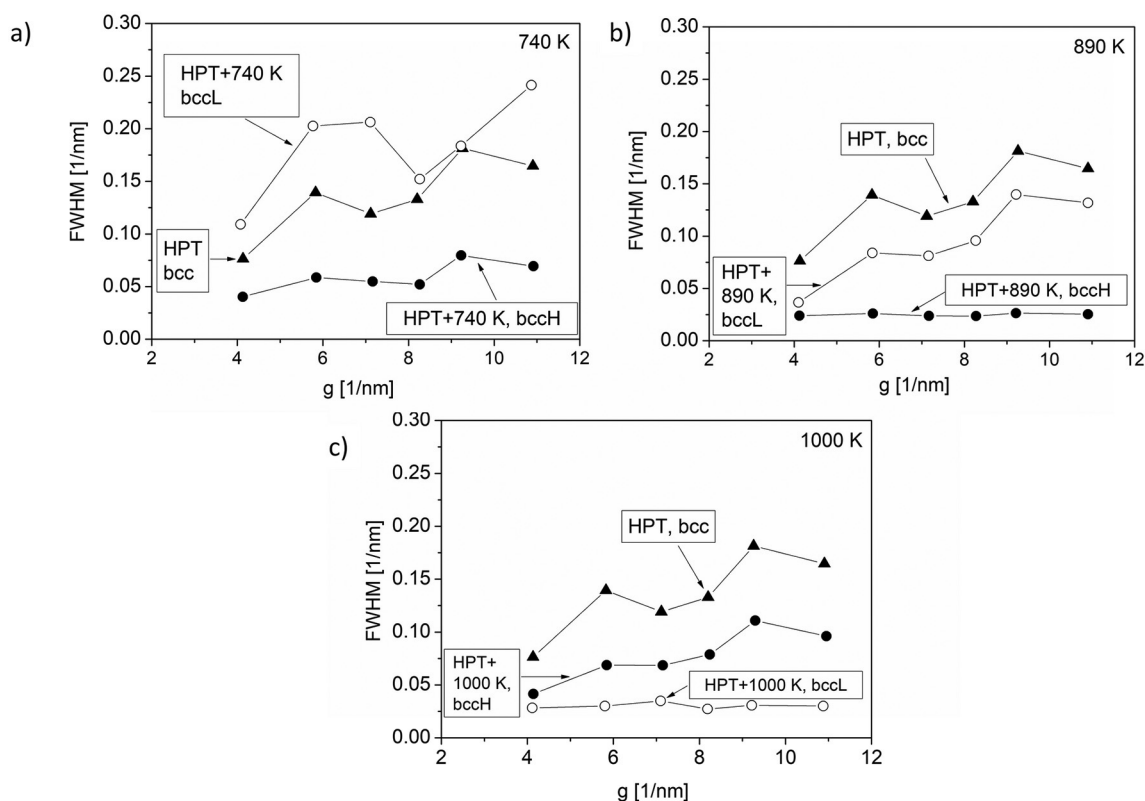 a)
0.30
0.25
0.20
0.15
0.10
0.05
0.00
FWHM [1/nm]
740 K
HPT+740 K
bccL
HPT
bcc
HPT+740 K, bccH
2 4 6 8 10 12
g [1/nm]
b)
0.30
0.25
0.20
0.15
0.10
0.05
0.00
FWHM [1/nm]
890 K
HPT, bcc
HPT+
890 K,
bccL
HPT+890 K, bccH
2 4 6 8 10 12
g [1/nm]
c)
0.30
0.25
0.20
0.15
0.10
0.05
0.00
FWHM [1/nm]
1000 K
HPT, bcc
HPT+
1000 K,
bccH
HPT+1000 K, bccL
2 4 6 8 10 12
g [1/nm]